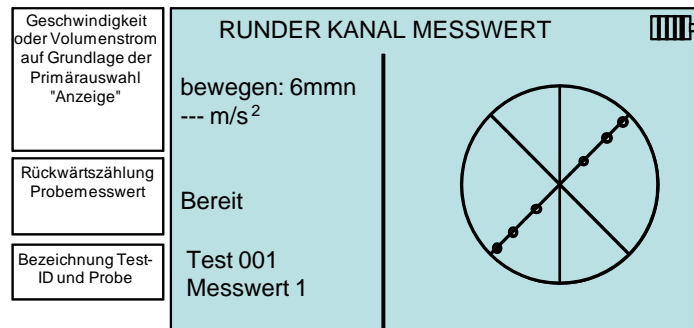 Geschwindigkeit
oder Volumenstrom
auf Grundlage der
Primärauswahl
"Anzeige"
Rückwärtszählung
Probemesswert
Bezeichnung Test-
ID und Probe
RUNDER KANAL MESSWERT
bewegen: 6mmn
--- m/s²
Bereit
Test 001
Messwert 1